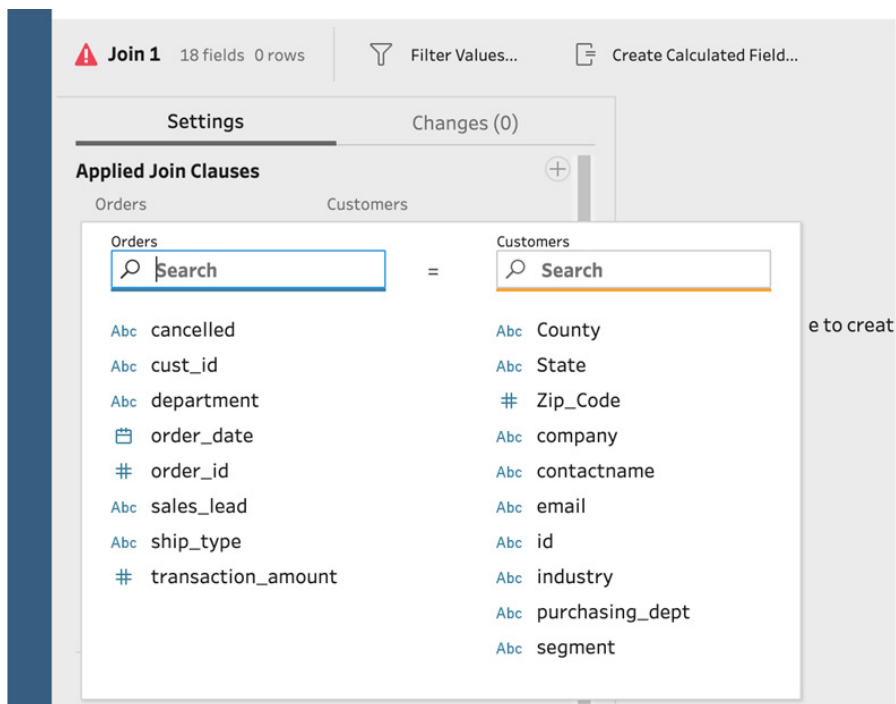 Join 1 18 fields 0 rows Filter Values... Create Calculated Field...
Settings Changes (0)
Applied Join Clauses
Orders Customers
Orders Customers
Search = Search
Abc cancelled Abc County
e to creat
Abc cust_id Abc State
Abc department # Zip_Code
order_date Abc company
# order_id Abc contactname
Abc sales_lead Abc email
Abc ship_type Abc id
# transaction_amount Abc industry
Abc purchasing_dept
Abc segment